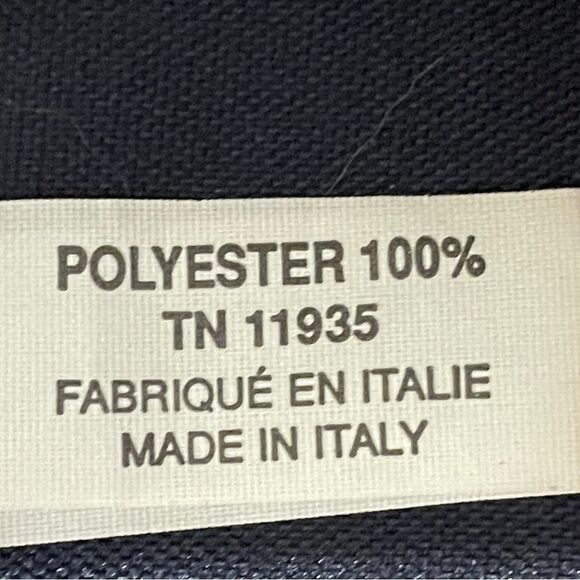 POLYESTER 100%
TN 11935
FABRIQUÉ EN ITALIE
MADE IN ITALY